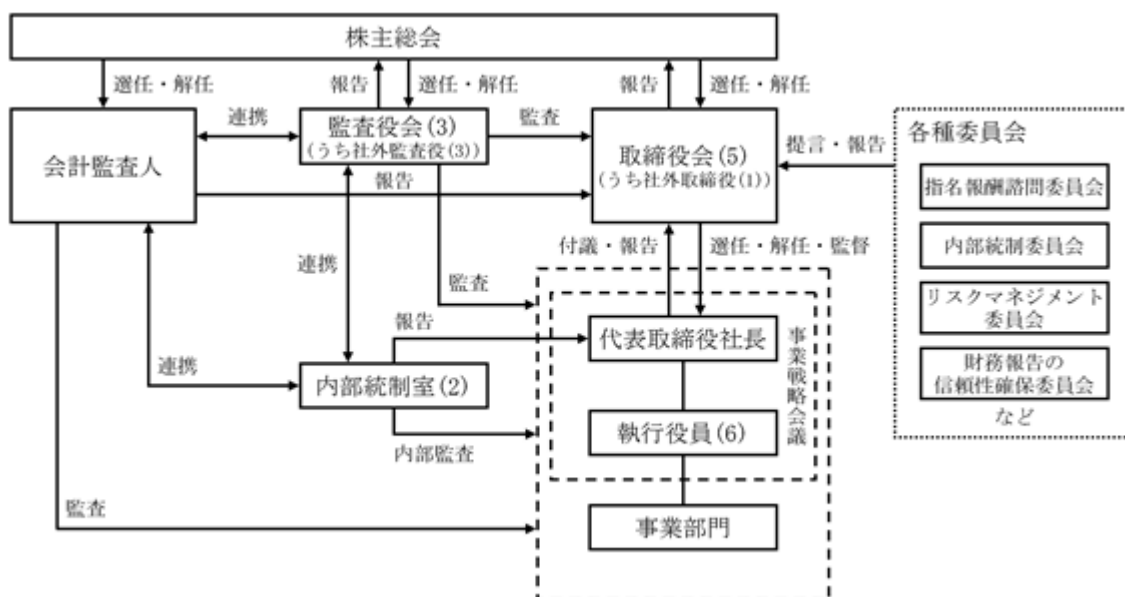 株主総会
選任・解任
報告
選任・解任
報告
選任・解任
会計監査人
連携
監査役会(3)
(うち社外監査役(3))
監査
取締役会(5)
(うち社外取締役(1))
報告
提言・報告
各種委員会
指名報酬諮問委員会
内部統制委員会
リスクマネジメント
委員会
財務報告の
信頼性確保委員会
など
付議・報告
選任・解任・監督
連携
監査
報告
代表取締役社長
事業戦略会議
連携
内部統制室(2)
執行役員(6)
内部監査
監査
事業部門